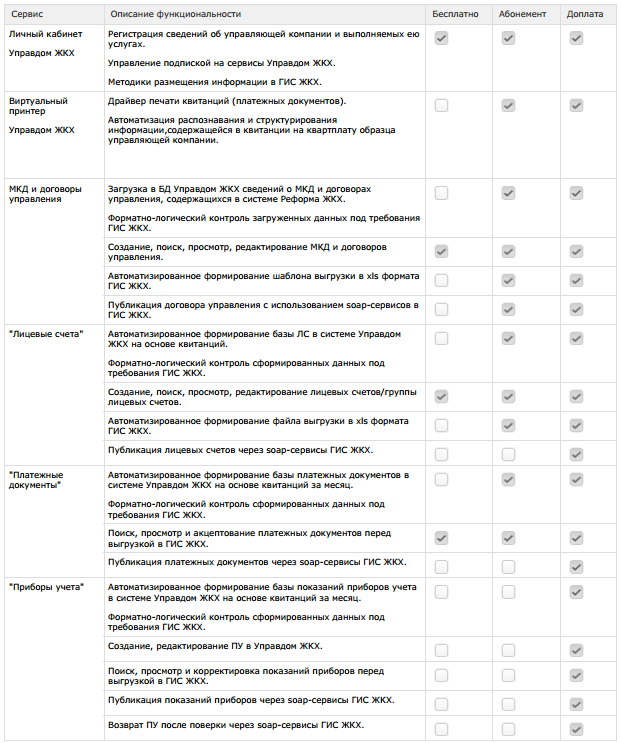 Сервис Описание функциональности Бесплатно Абонемент Доплата
Личный кабинет
Управдом ЖКХ
Регистрация сведений об управляющей компании и выполняемых ею
услугах.
Управление подпиской на сервисы Управдом ЖКХ.
Методики размещения информации в ГИС ЖКХ.
Виртуальный
принтер
Управдом ЖКХ
Драйвер печати квитанций (платежных документов).
Автоматизация распознавания и структурирования
информации,содержащейся в квитанции на квартплату образца
управляющей компании.
МКД и договоры
управления
Загрузка в БД Управдом ЖКХ сведений о МКД и договорах
управления, содержащихся в системе Реформа ЖКХ.
Форматно-логический контроль загруженных данных под требования
ГИС ЖКХ.
Создание, поиск, просмотр, редактирование МКД и договоров
управления.
Автоматизированное формирование шаблона выгрузки в xls формата
ГИС ЖКХ.
Публикация договора управления с использованием soap-сервисов в
ГИС ЖКХ.
"Лицевые счета"
Автоматизированное формирование базы ЛС в системе Управдом
ЖКХ на основе квитанций.
Форматно-логический контроль сформированных данных под
требования ГИС ЖКХ.
Создание, поиск, просмотр, редактирование лицевых счетов/группы
лицевых счетов.
Автоматизированное формирование файла выгрузки в xls формата
ГИС ЖКХ.
Публикация лицевых счетов через soap-сервисы ГИС ЖКХ.
"Платежные
документы"
Автоматизированное формирование базы платежных документов в
системе Управдом ЖКХ на основе квитанций за месяц.
Форматно-логический контроль сформированных данных под
требования ГИС ЖКХ.
Поиск, просмотр и акцептование платежных документов перед
выгрузкой в ГИС ЖКХ.
Публикация платежных документов через soap-сервисы ГИС ЖКХ.
"Приборы учета"
Автоматизированное формирование базы показаний приборов учета
в системе Управдом ЖКХ на основе квитанций за месяц.
Форматно-логический контроль сформированных данных под
требования ГИС ЖКХ.
Создание, редактирование ПУ в Управдом ЖКХ.
Поиск, просмотр и корректировка показаний приборов перед
выгрузкой в ГИС ЖКХ.
Публикация показаний приборов через soap-сервисы ГИС ЖКХ.
Возврат ПУ после поверки через soap-сервисы ГИС ЖКХ.